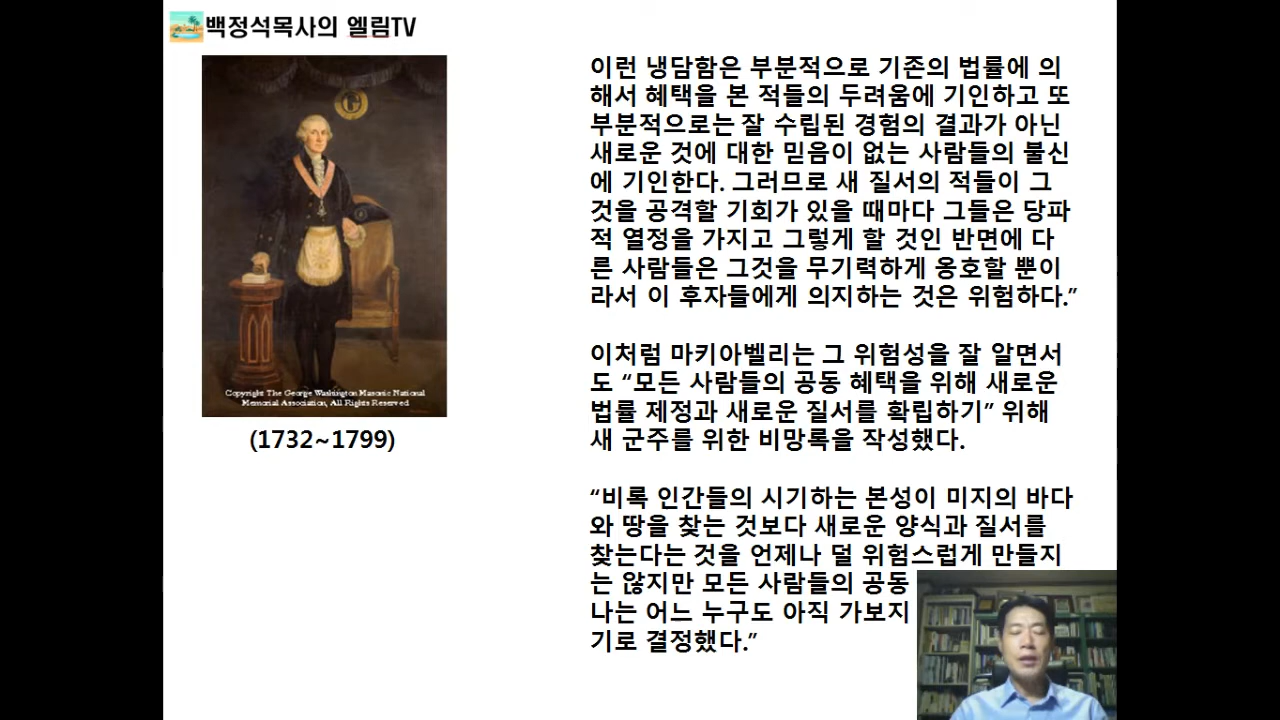 백정석목사의 엘림TV
이런 냉담함은 부분적으로 기존의 법률에 의
해서 혜택을 본 적들의 두려움에 기인하고 또
부분적으로는 잘 수립된 경험의 결과가 아닌
새로운 것에 대한 믿음이 없는 사람들의 불신
에 기인한다. 그러므로 새 질서의 적들이 그
것을 공격할 기회가 있을 때마다 그들은 당파
적 열정을 가지고 그렇게 할 것인 반면에 다
른 사람들은 그것을 무기력하게 옹호할 뿐이
라서 이 후자들에게 의지하는 것은 위험하다.”
이처럼 마키아벨리는 그 위험성을 잘 알면서
도 “모든 사람들의 공동 혜택을 위해 새로운
법률 제정과 새로운 질서를 확립하기” 위해
새 군주를 위한 비망록을 작성했다.
“비록 인간들의 시기하는 본성이 미지의 바다
와 땅을 찾는 것보다 새로운 양식과 질서를
찾는다는 것을 언제나 덜 위험스럽게 만들지
는 않지만 모든 사람들의 공동
나는 어느 누구도 아직 가보지
기로 결정했다.”
G
Copyright The George Washington Masonic National
Memorial Association, All Rights Reserved
(1732~1799)